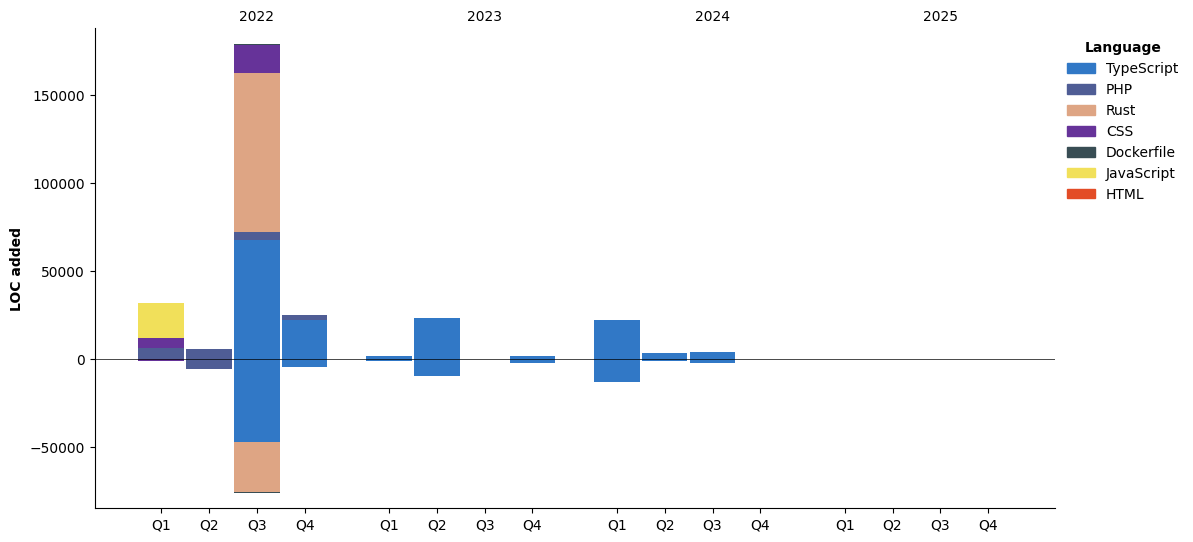 2022 2023 2024 2025
Language
TypeScript
PHP
Rust
CSS
Dockerfile
JavaScript
HTML
LOC added
150000
100000
50000
0
−50000
Q1 Q2 Q3 Q4 Q1 Q2 Q3 Q4 Q1 Q2 Q3 Q4 Q1 Q2 Q3 Q4